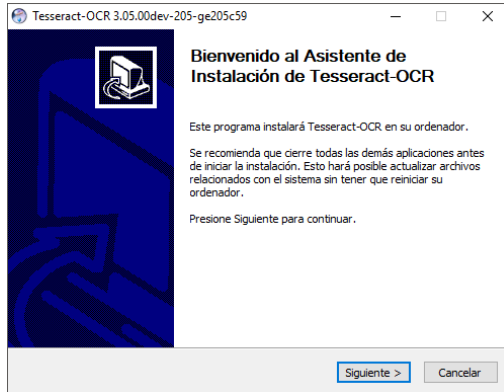 Tesseract-OCR 3.05.00dev-205-ge205c59
Bienvenido al Asistente de
Instalación de Tesseract-OCR
Este programa instalará Tesseract-OCR en su ordenador.
Se recomienda que cierre todas las demás aplicaciones antes
de iniciar la instalación. Esto hará posible actualizar archivos
relacionados con el sistema sin tener que reiniciar su
ordenador.
Presione Siguiente para continuar.
Siguiente >
Cancelar